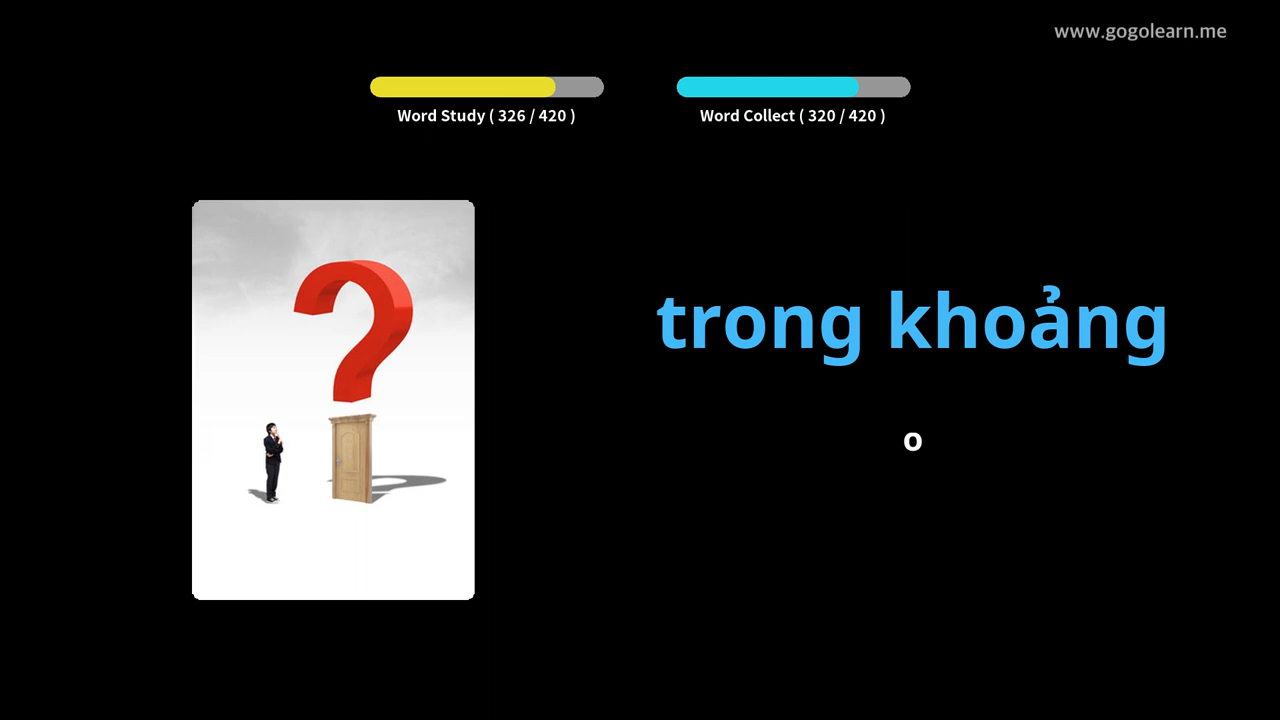 www.gogolearn.me
Word Study ( 326 / 420 )
Word Collect ( 320 / 420 )
trong khoảng
o